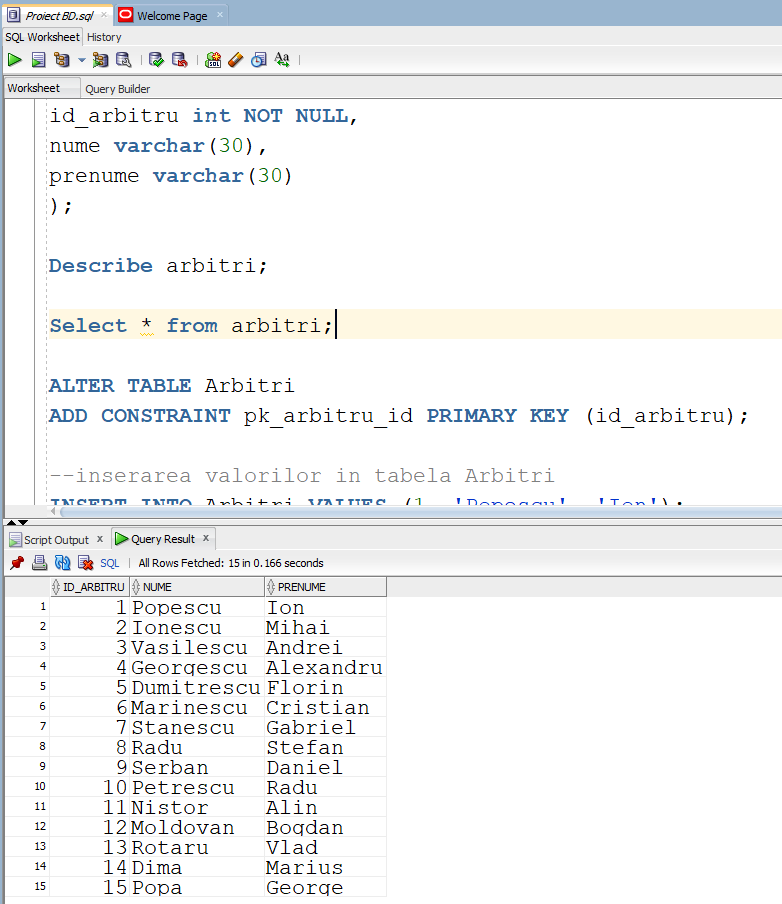 Proiect BD.sql × Welcome Page ×
SQL Worksheet History
Worksheet Query Builder
id_arbitru int NOT NULL,
nume varchar(30),
prenume varchar(30)
);
Describe arbitri;
Select * from arbitri;
ALTER TABLE Arbitri
ADD CONSTRAINT pk_arbitru_id PRIMARY KEY (id_arbitru);
--inserarea valorilor in tabela Arbitri
INSERT INTO Arbitri VALUES (1, 'Popescu', 'Ion');
Script Output × Query Result ×
SQL | All Rows Fetched: 15 in 0.166 seconds
ID_ARBITRU NUME PRENUME
1 1 Popescu Ion
2 2 Ionescu Mihai
3 3 Vasilescu Andrei
4 4 Georgescu Alexandru
5 5 Dumitrescu Florin
6 6 Marinescu Cristian
7 7 Stanescu Gabriel
8 8 Radu Stefan
9 9 Serban Daniel
10 10 Petrescu Radu
11 11 Nistor Alin
12 12 Moldovan Bogdan
13 13 Rotaru Vlad
14 14 Dima Marius
15 15 Popa George